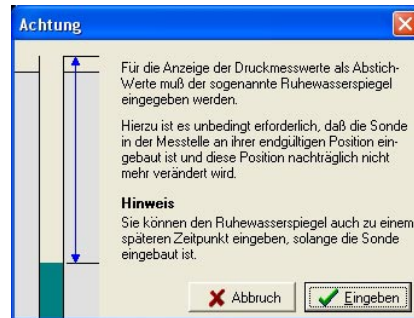 Achtung
Für die Anzeige der Druckmesswerte als Abstich-
Werte muß der sogenannte Ruhewasserspiegel
eingegeben werden.
Hierzu ist es unbedingt erforderlich, daß die Sonde
in der Messtelle an ihrer endgültigen Position ein-
gebaut ist und diese Position nachträglich nicht
mehr verändert wird.
Hinweis
Sie können den Ruhewasserspiegel auch zu einem
späteren Zeitpunkt eingeben, solange die Sonde
eingebaut ist.
Abbruch
Eingeben